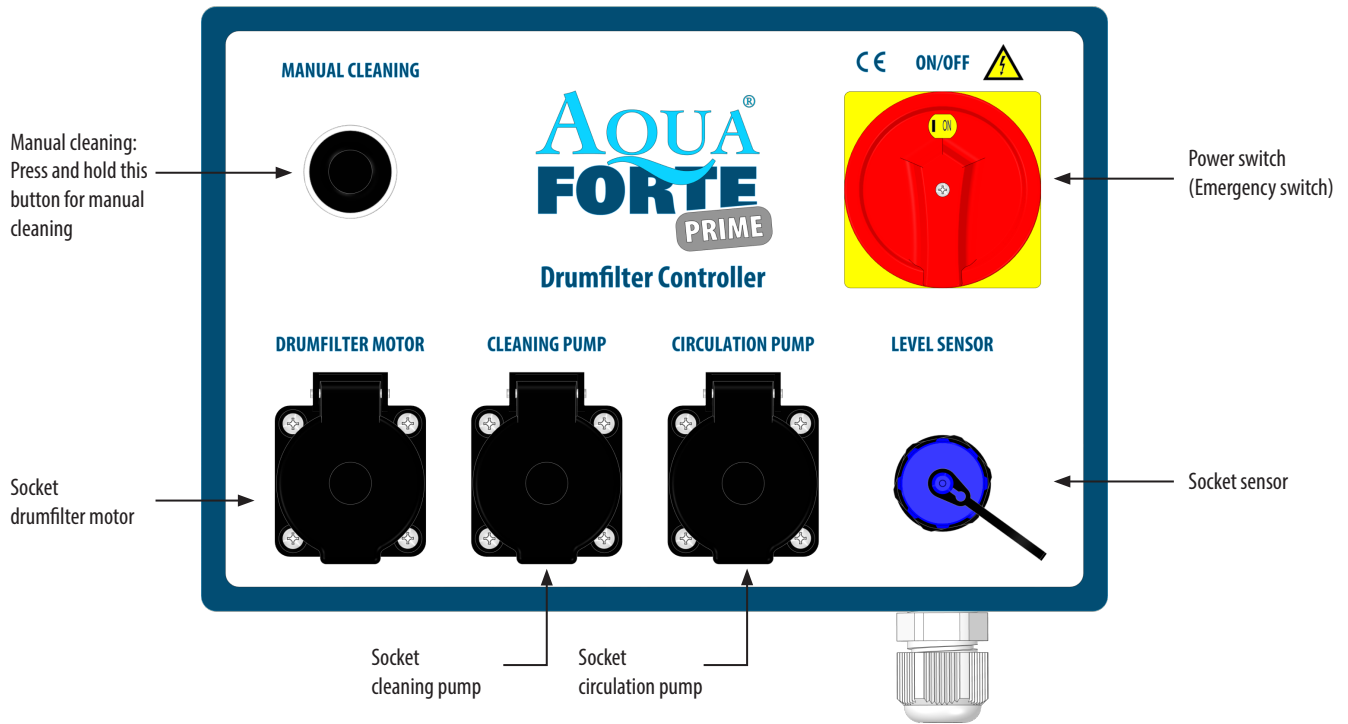 MANUAL CLEANING
CE ON/OFF
AQUA®
FORTE
PRIME
Drumfilter Controller
I ON
Manual cleaning:
Press and hold this
button for manual
cleaning
Power switch
(Emergency switch)
DRUMFILTER MOTOR
CLEANING PUMP
CIRCULATION PUMP
LEVEL SENSOR
Socket
drumfilter motor
Socket sensor
Socket
cleaning pump
Socket
circulation pump